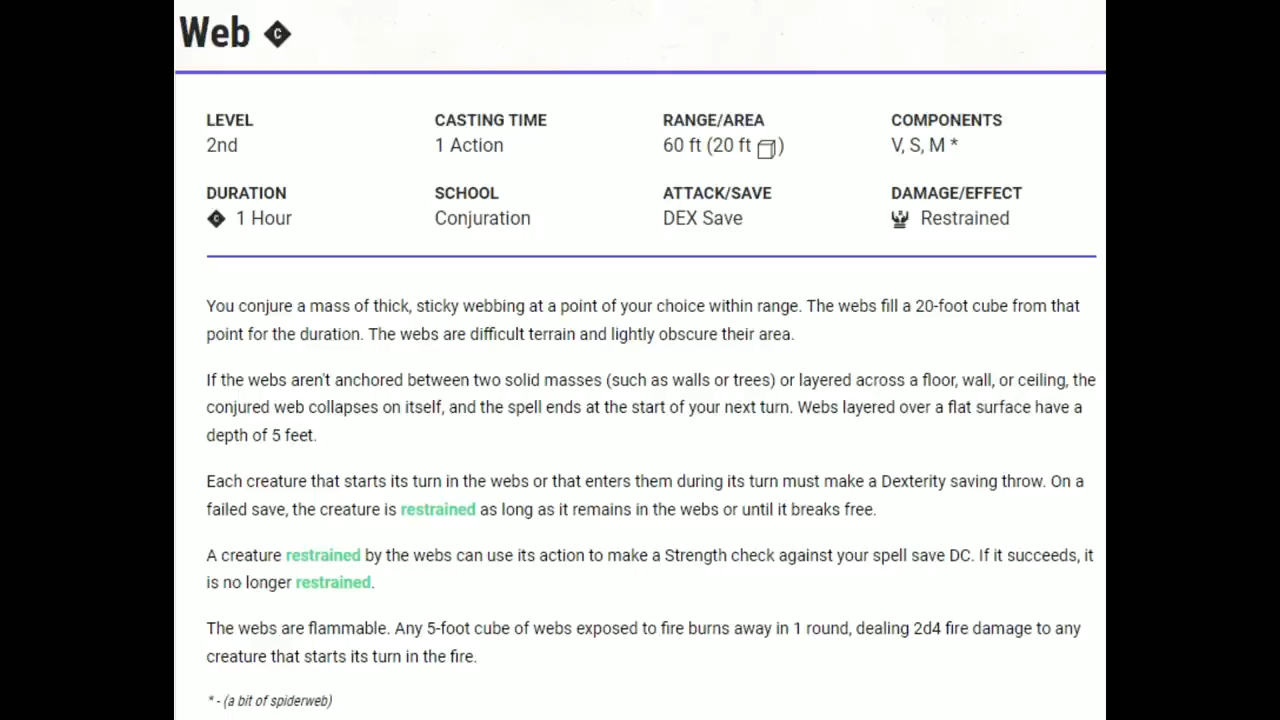 Web
LEVEL CASTING TIME RANGE/AREA COMPONENTS
2nd 1 Action 60 ft (20 ft ) V, S, M *
DURATION SCHOOL ATTACK/SAVE DAMAGE/EFFECT
C 1 Hour Conjuration DEX Save Restrained
You conjure a mass of thick, sticky webbing at a point of your choice within range. The webs fill a 20-foot cube from that
point for the duration. The webs are difficult terrain and lightly obscure their area.
If the webs aren't anchored between two solid masses (such as walls or trees) or layered across a floor, wall, or ceiling, the
conjured web collapses on itself, and the spell ends at the start of your next turn. Webs layered over a flat surface have a
depth of 5 feet.
Each creature that starts its turn in the webs or that enters them during its turn must make a Dexterity saving throw. On a
failed save, the creature is restrained as long as it remains in the webs or until it breaks free.
A creature restrained by the webs can use its action to make a Strength check against your spell save DC. If it succeeds, it
is no longer restrained.
The webs are flammable. Any 5-foot cube of webs exposed to fire burns away in 1 round, dealing 2d4 fire damage to any
creature that starts its turn in the fire.
* - (a bit of spiderweb)